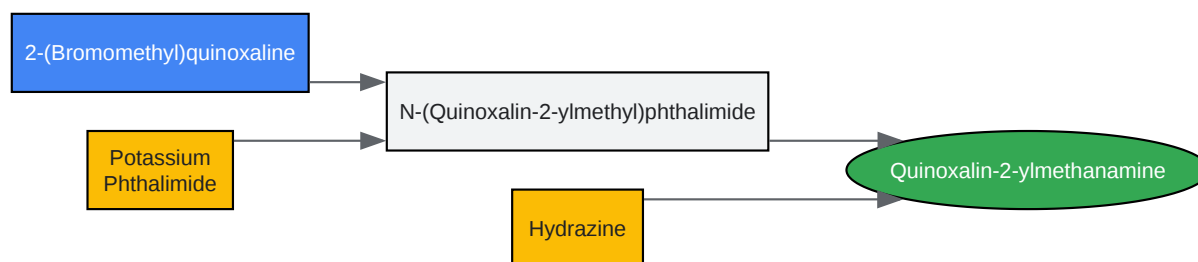 2-(Bromomethyl)quinoxaline
N-(Quinoxalin-2-ylmethyl)phthalimide
Potassium
Phthalimide
Quinoxalin-2-ylmethanamine
Hydrazine